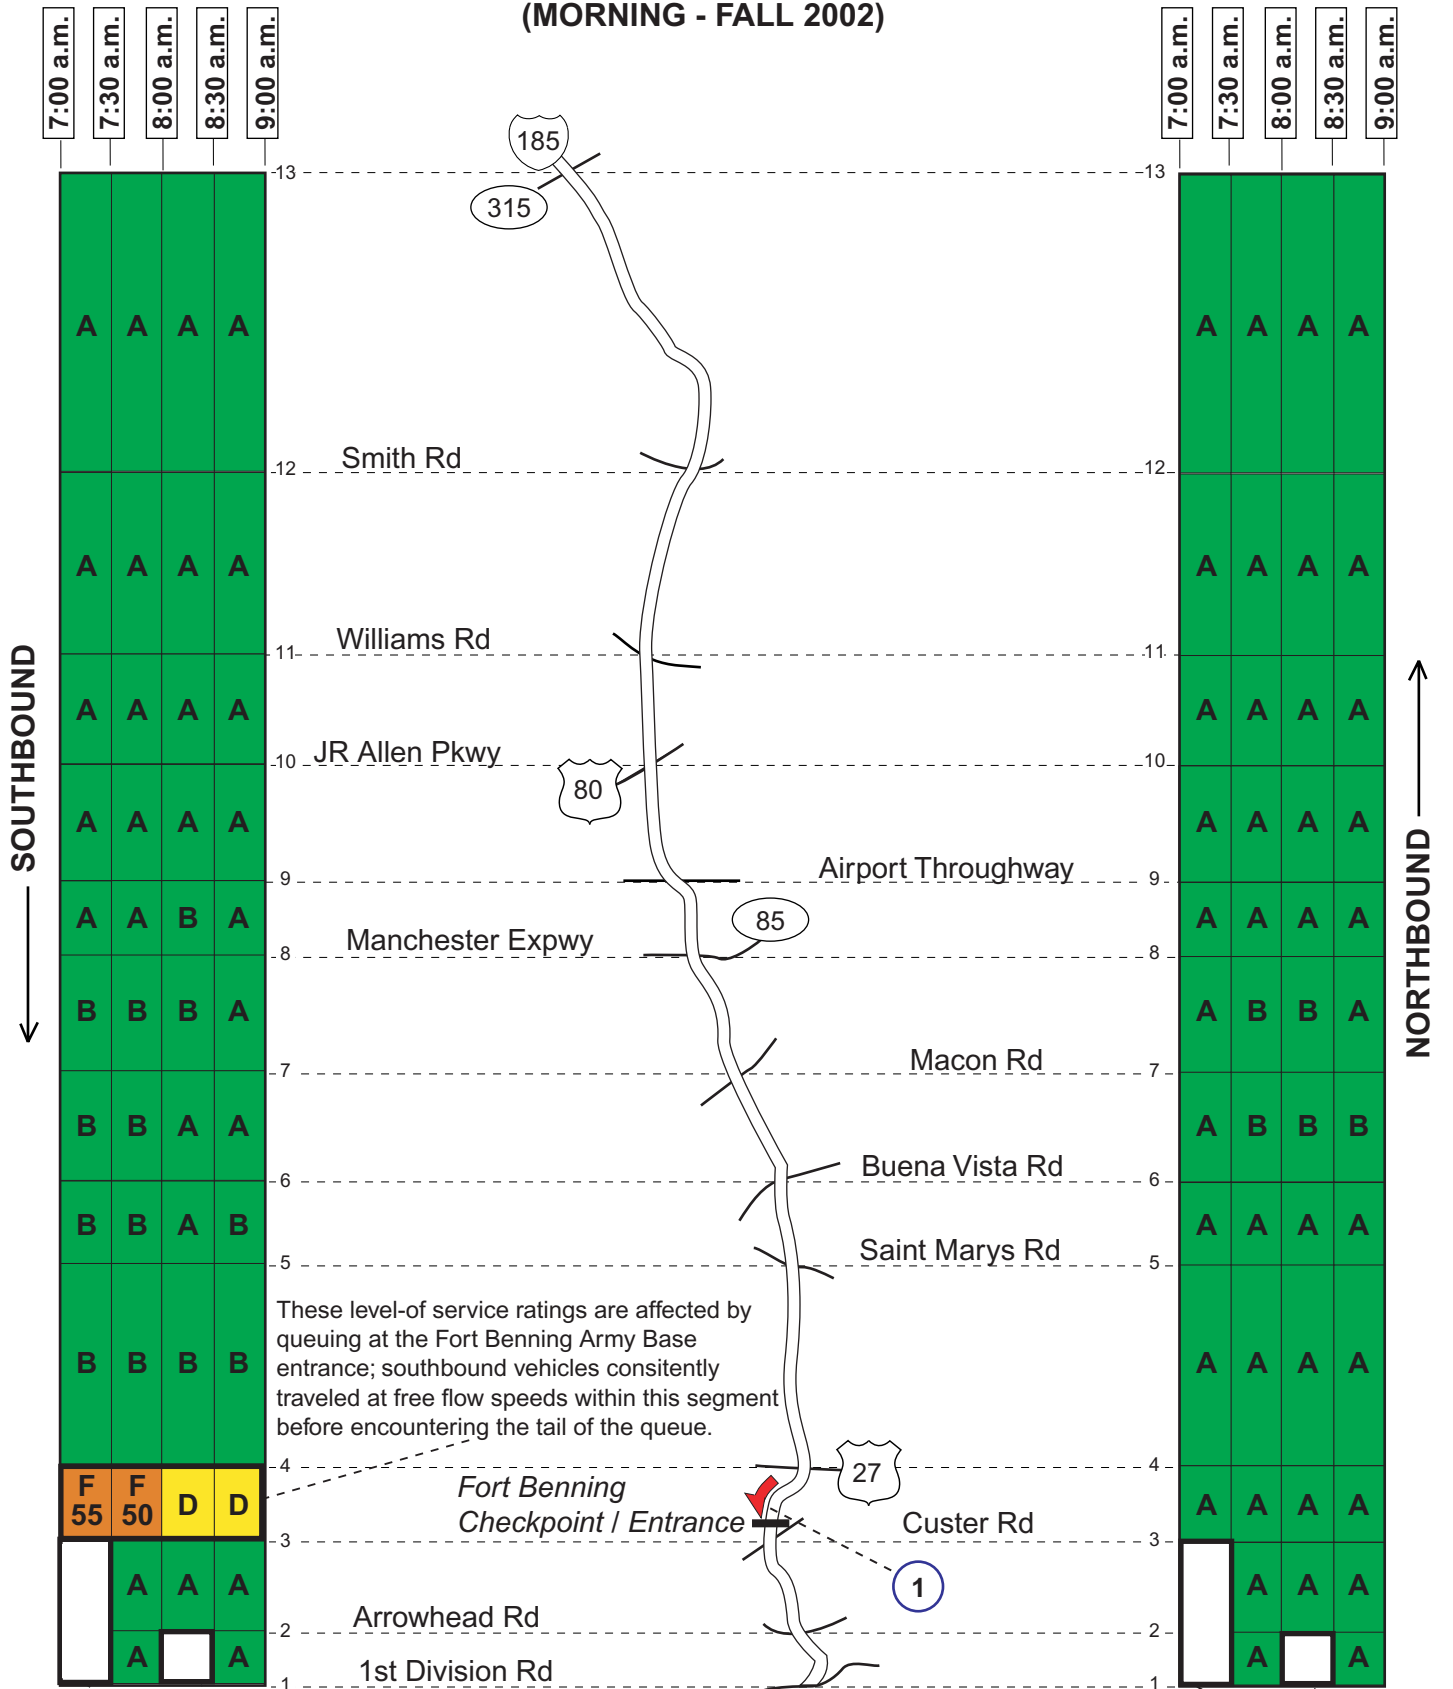 (MORNING - FALL 2002)
7:00 a.m. 7:30 a.m. 8:00 a.m. 8:30 a.m. 9:00 a.m.
7:00 a.m. 7:30 a.m. 8:00 a.m. 8:30 a.m. 9:00 a.m.
185
13 13
315
A A A A
A A A A
Smith Rd
12 12
A A A A
A A A A
Williams Rd
11 11
SOUTHBOUND
NORTHBOUND
A A A A
A A A A
JR Allen Pkwy
10 10
80
A A A A
A A A A
Airport Throughway
9 9
A A B A
85
A A A A
Manchester Expwy
8 8
B B B A
A B B A
Macon Rd
7 7
B B A A
A B B B
Buena Vista Rd
6 6
B B A B
A A A A
Saint Marys Rd
5 5
These level-of service ratings are affected by
queuing at the Fort Benning Army Base
entrance; southbound vehicles consitently
traveled at free flow speeds within this segment
before encountering the tail of the queue.
B B B B
A A A A
4 4
27
F 55 F 50 D D
A A A A
Fort Benning
Checkpoint / Entrance
Custer Rd
3 3
A A A
1
A A A
Arrowhead Rd
2 2
A A
A A
1st Division Rd
1 1